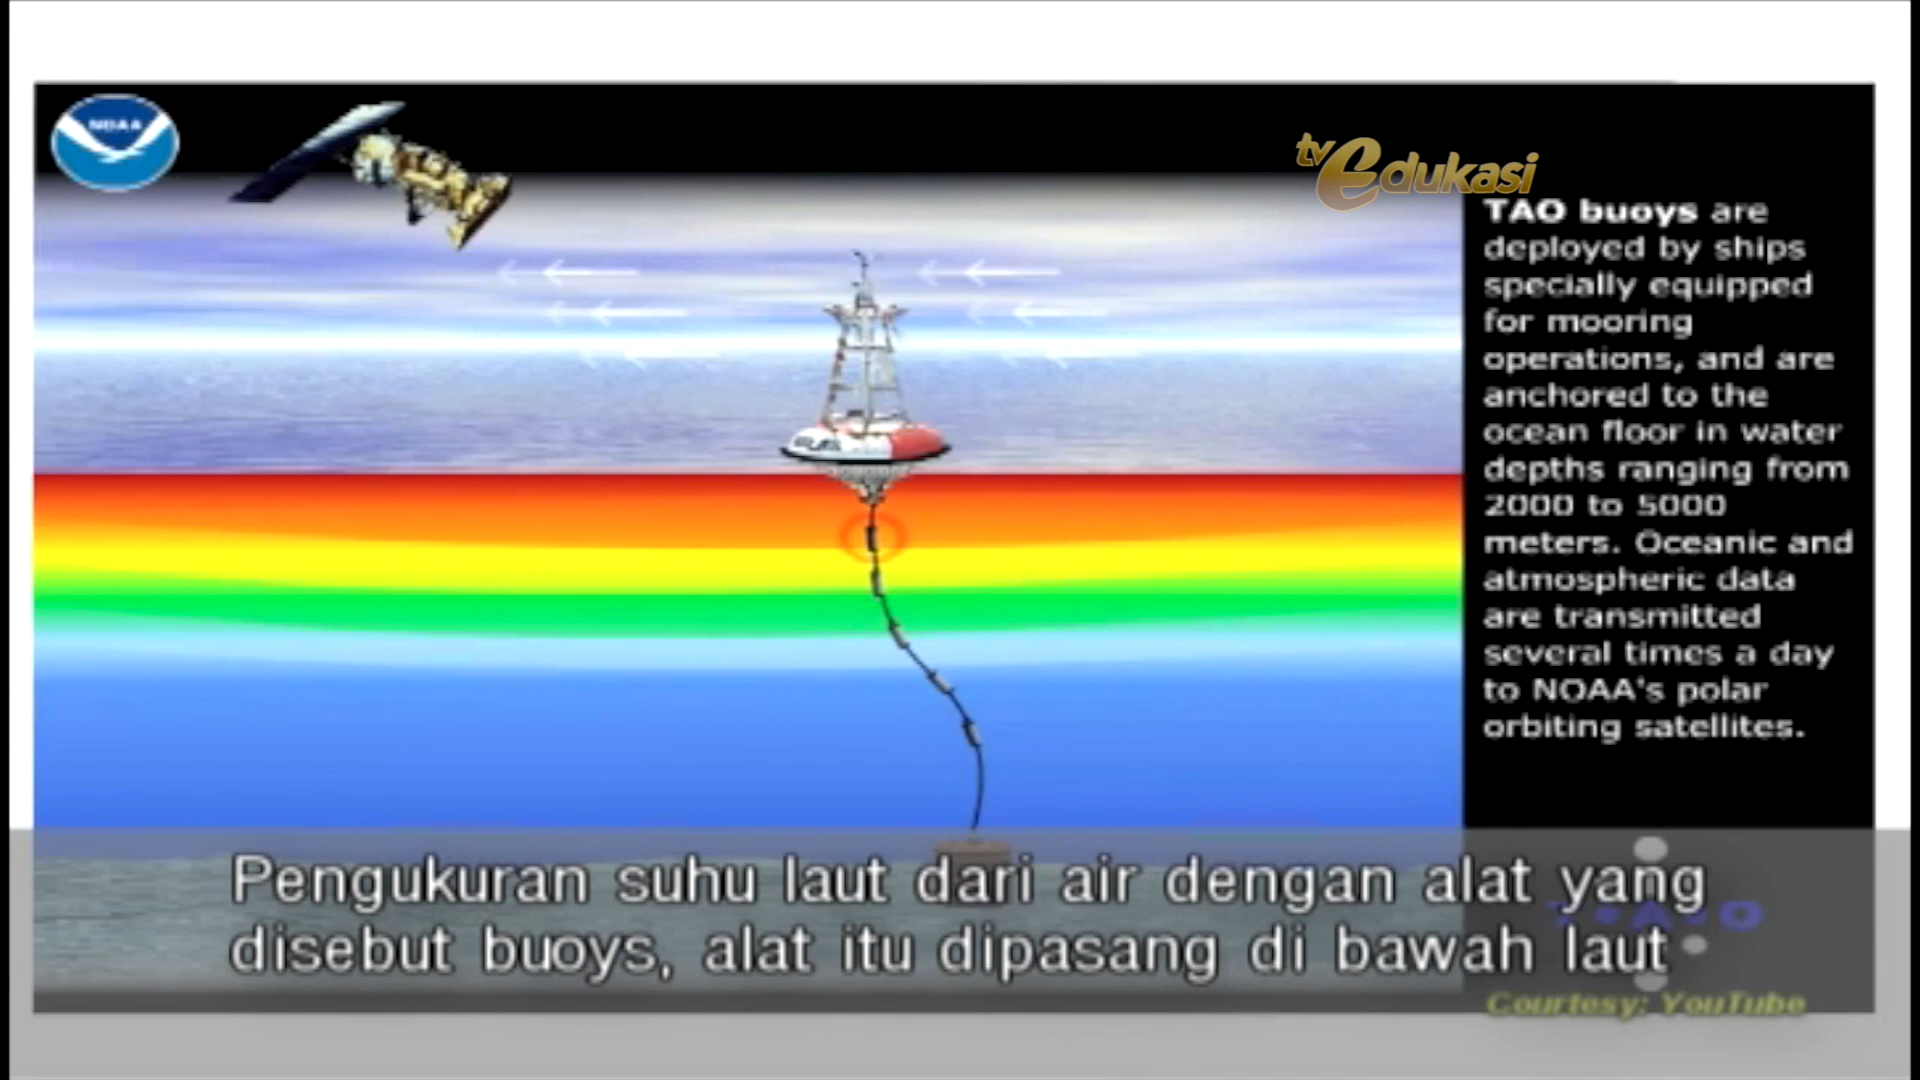 NOAA
tv edukasi
TAO buoys are
deployed by ships
specially equipped
for mooring
operations, and are
anchored to the
ocean floor in water
depths ranging from
2000 to 5000
meters. Oceanic and
atmospheric data
are transmitted
several times a day
to NOAA's polar
orbiting satellites.
Pengukuran suhu laut dari air dengan alat yang
disebut buoys, alat itu dipasang di bawah laut
Courtesy: YouTube